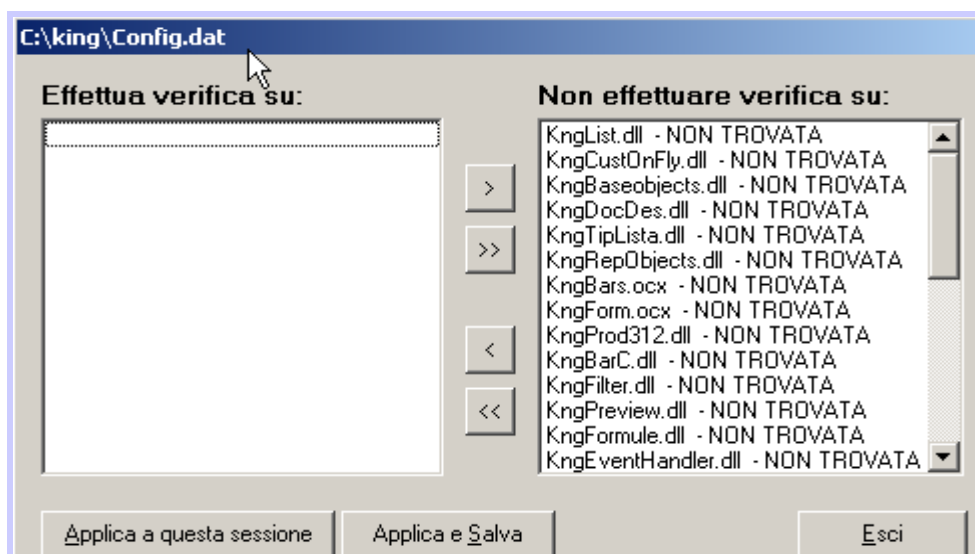 C:\king\Config.dat
Effettua verifica su:
Non effettuare verifica su:
KngList.dll - NON TROVATA
KngCustOnFly.dll - NON TROVATA
KngBaseobjects.dll - NON TROVATA
KngDocDes.dll - NON TROVATA
KngTipLista.dll - NON TROVATA
KngRepObjects.dll - NON TROVATA
KngBars.ocx - NON TROVATA
KngForm.ocx - NON TROVATA
KngProd312.dll - NON TROVATA
KngBarC.dll - NON TROVATA
KngFilter.dll - NON TROVATA
KngPreview.dll - NON TROVATA
KngFormule.dll - NON TROVATA
KngEventHandler.dll - NON TROVATA
>
>>
<
<<
Applica a questa sessione
Applica e Salva
Esci